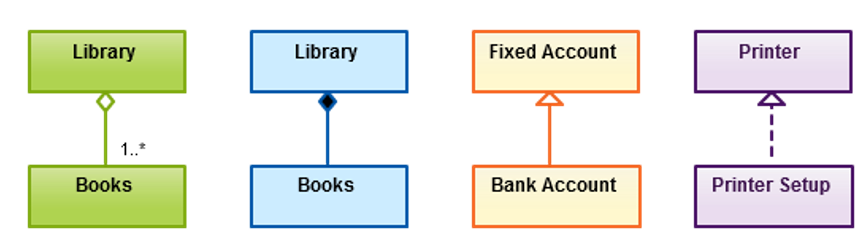 Library
Library
Fixed Account
Printer
1..*
Books
Books
Bank Account
Printer Setup